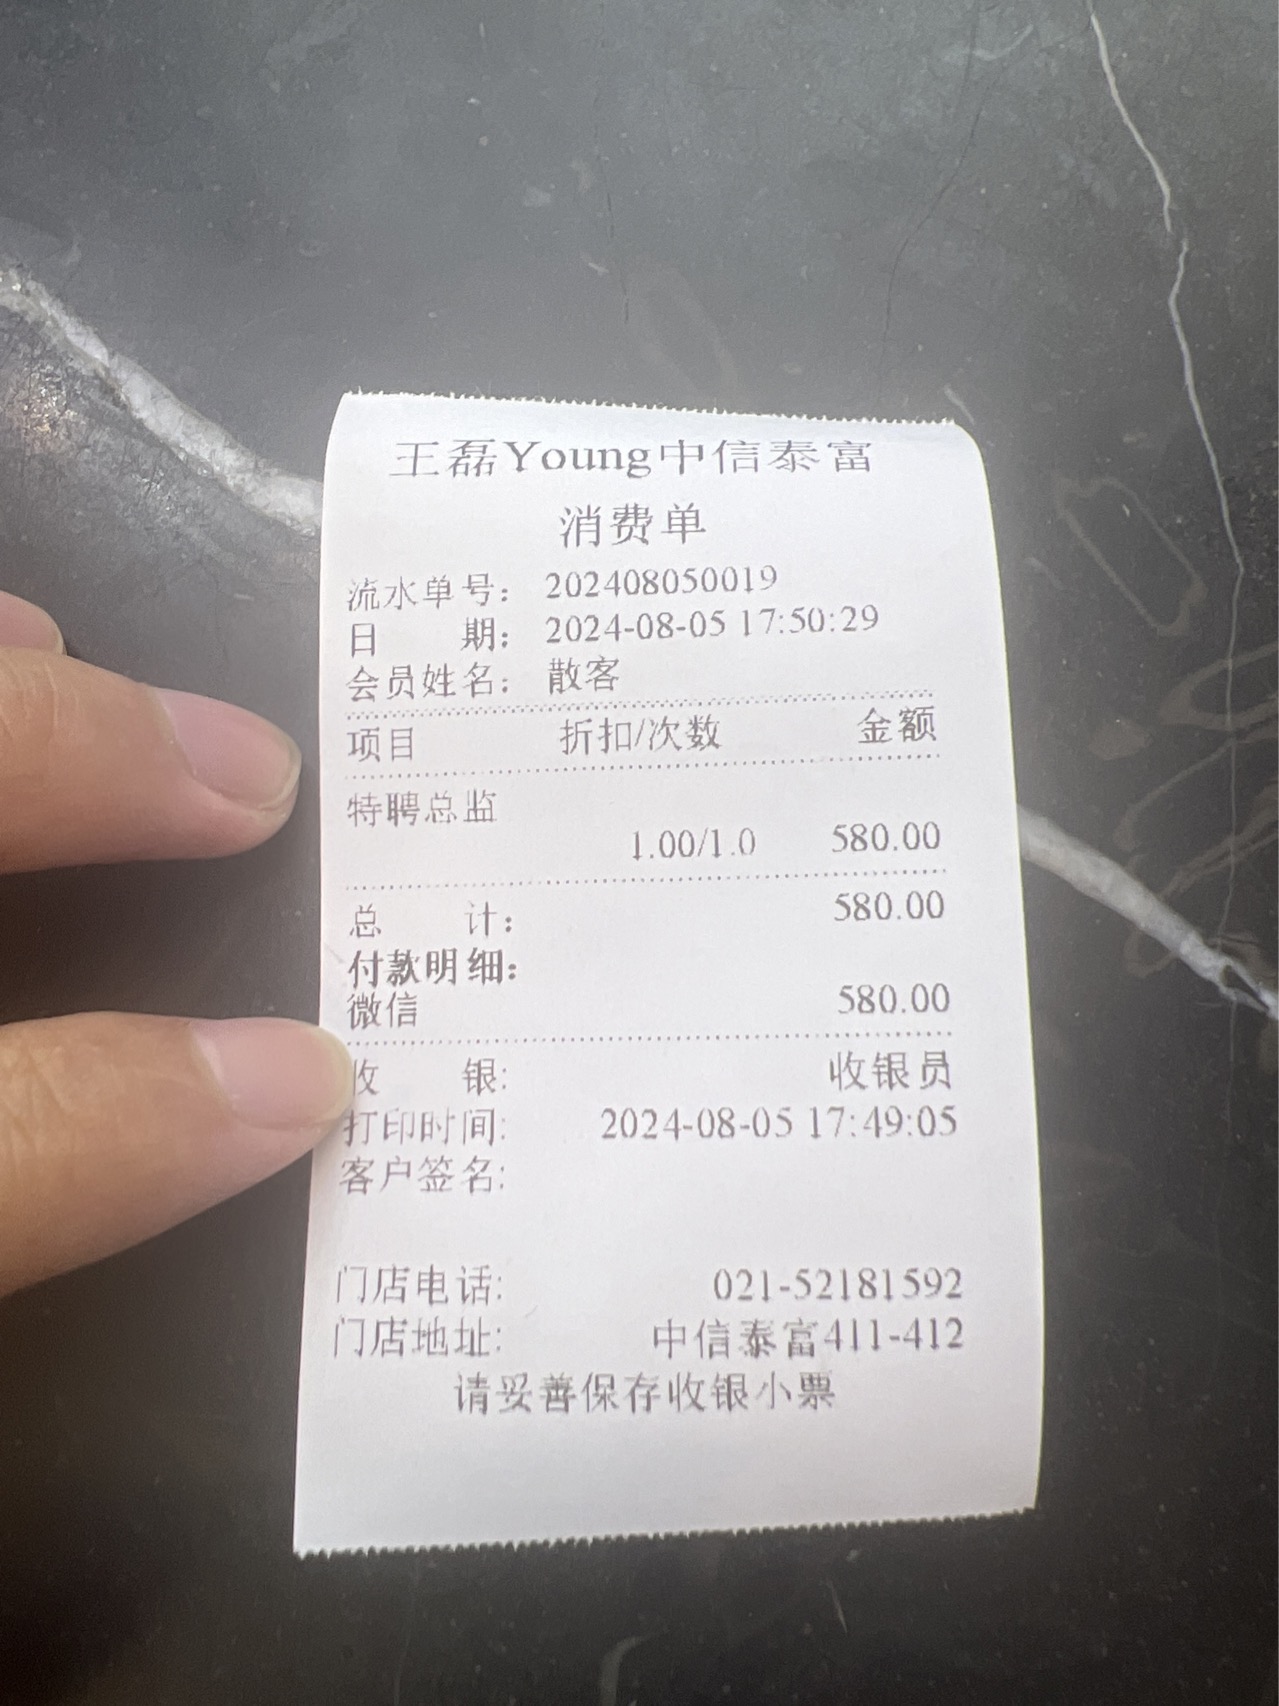 王磊Young中信泰富
消费单
流水单号： 202408050019
日 期： 2024-08-05 17:50:29
会员姓名： 散客
项目 折扣/次数 金额
特聘总监
1.00/1.0 580.00
总 计： 580.00
付款明细：
微信 580.00
收 银: 收银员
打印时间: 2024-08-05 17:49:05
客户签名:
门店电话: 021-52181592
门店地址: 中信泰富411-412
请妥善保存收银小票